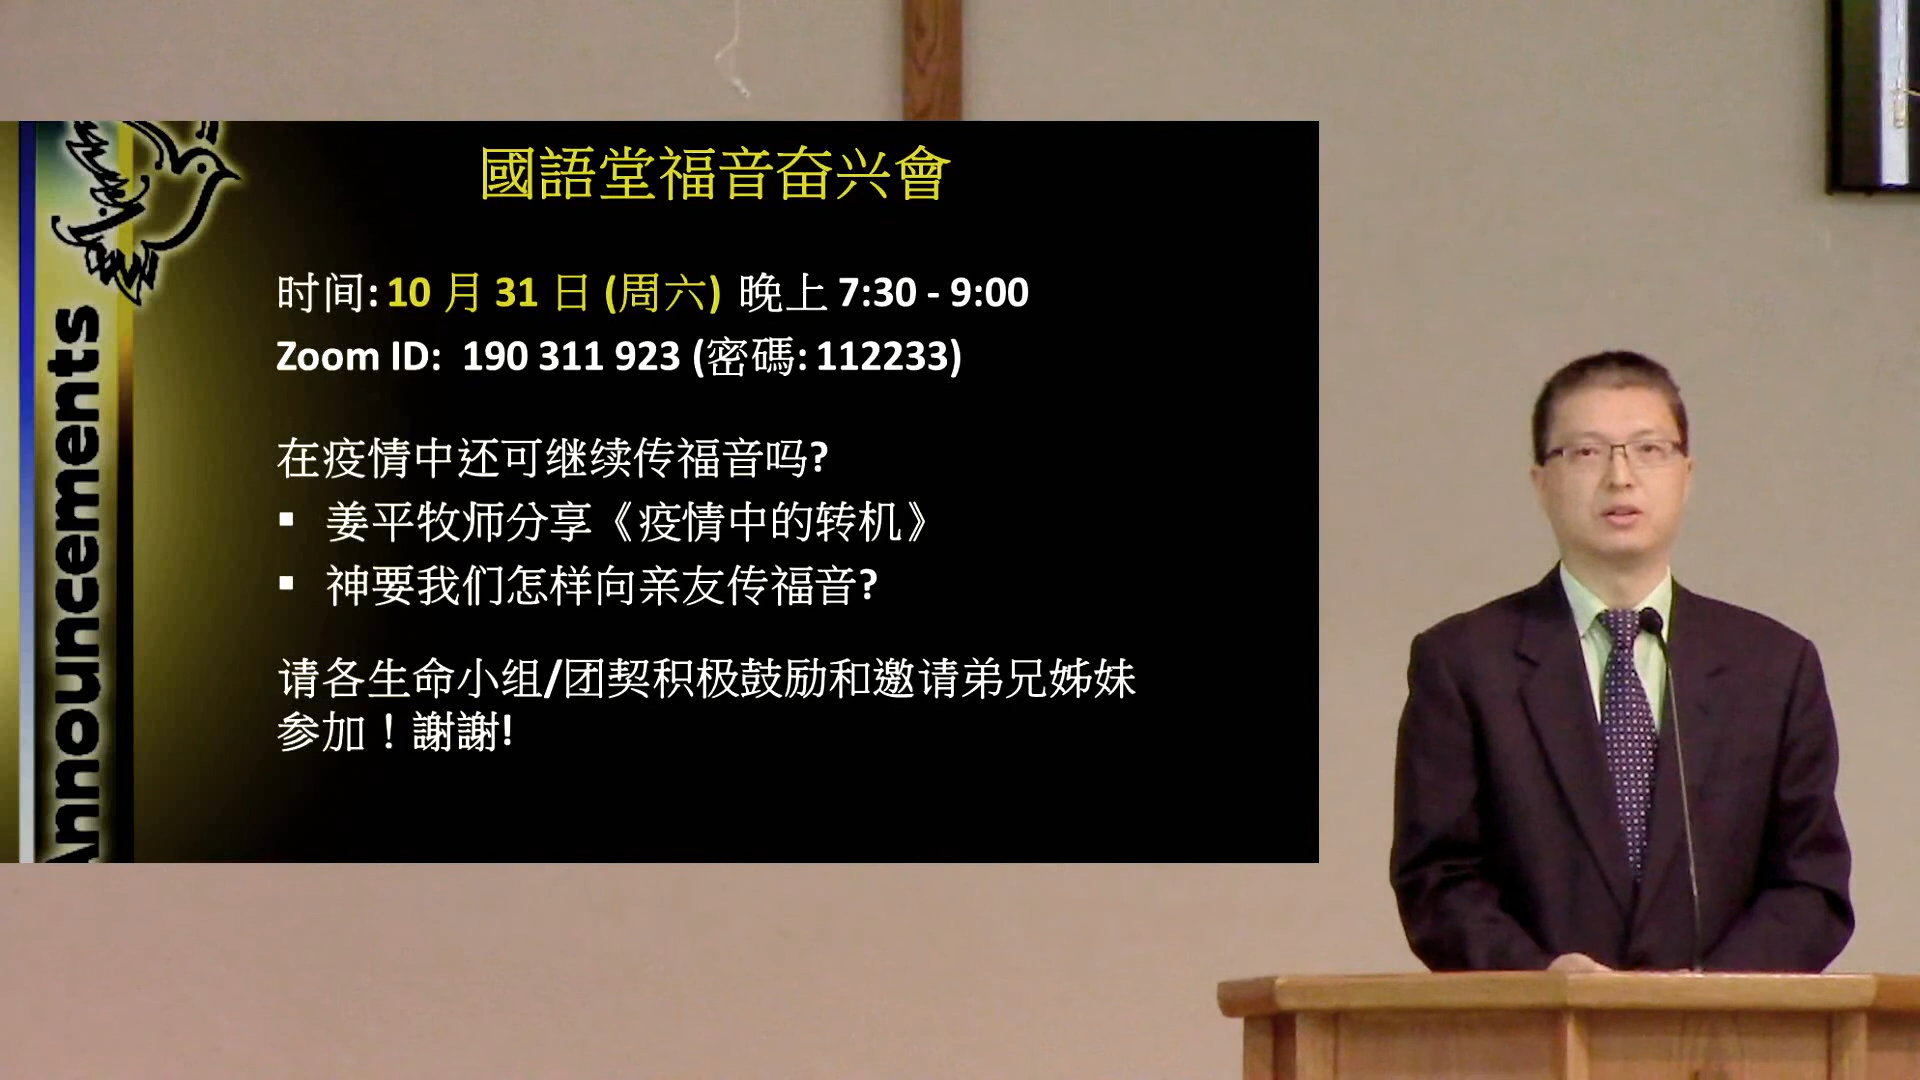 國語堂福音奋兴會
时间: 10 月 31 日 (周六) 晚上 7:30 - 9:00
Zoom ID: 190 311 923 (密碼: 112233)
在疫情中还可继续传福音吗?
▪ 姜平牧师分享《疫情中的转机》
▪ 神要我们怎样向亲友传福音?
请各生命小组/团契积极鼓励和邀请弟兄姊妹
参加！謝謝!
Announcements